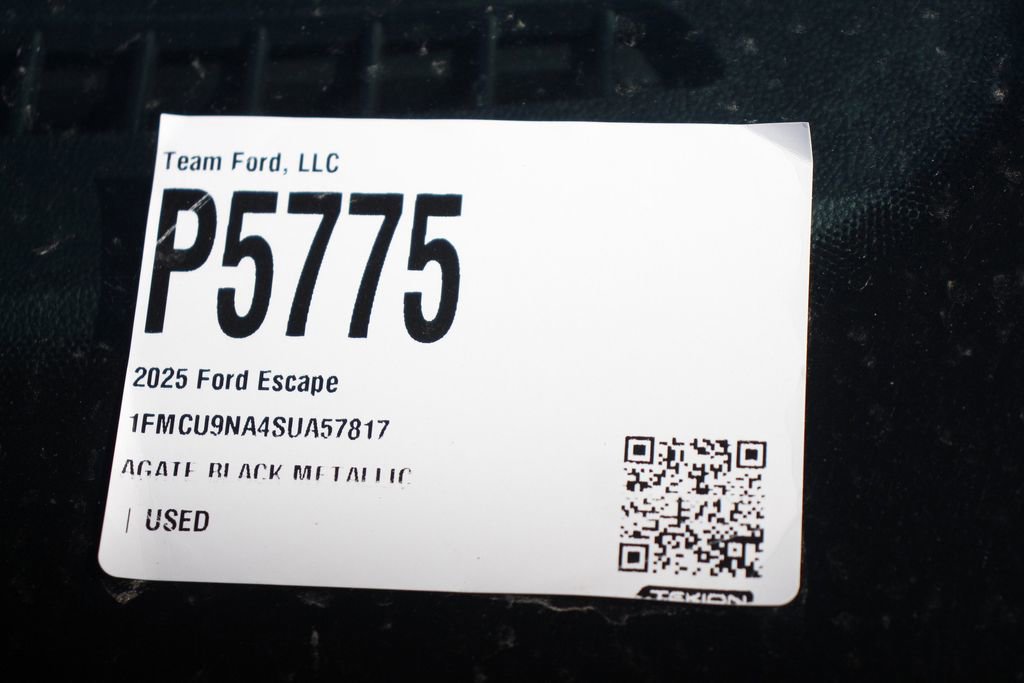 Team Ford, LLC
P5775
2025 Ford Escape
1FMCU9NA4SUA57817
AGATE BLACK METALLIC
| USED
TEKION